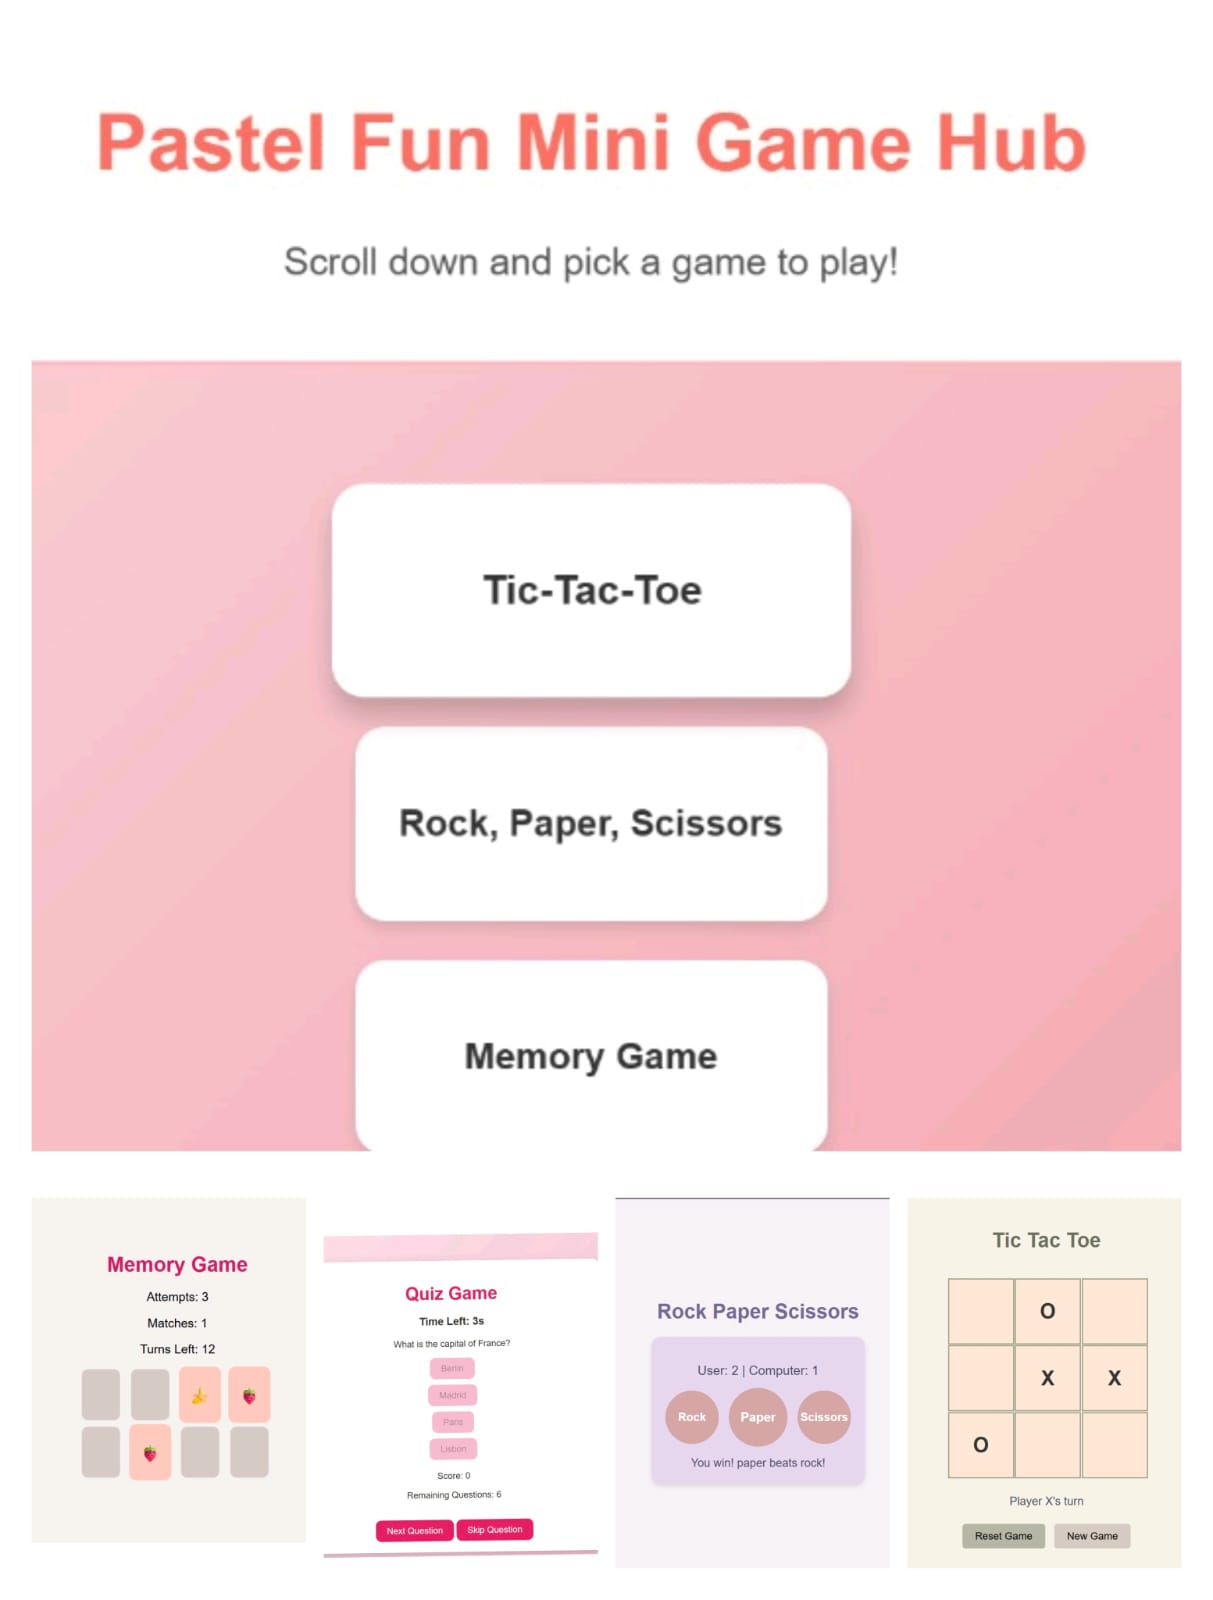 Pastel Fun Mini Game Hub
Scroll down and pick a game to play!
Tic-Tac-Toe
Rock, Paper, Scissors
Memory Game
Memory Game
Attempts: 3
Matches: 1
Turns Left: 12
Quiz Game
Time Left: 3s
What is the capital of France?
Berlin
Madrid
Paris
Lisbon
Score: 0
Remaining Questions: 6
Next Question Skip Question
Rock Paper Scissors
User: 2 | Computer: 1
Rock Paper Scissors
You win! paper beats rock!
Tic Tac Toe
O
X X
O
Player X's turn
Reset Game New Game